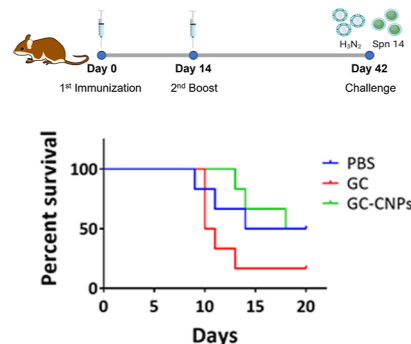 H₃N₂ Spn 14
Day 0 Day 14 Day 42
1st Immunization 2nd Boost Challenge
Percent survival
100
50
0
0 5 10 15 20
Days
PBS
GC
GC-CNPs